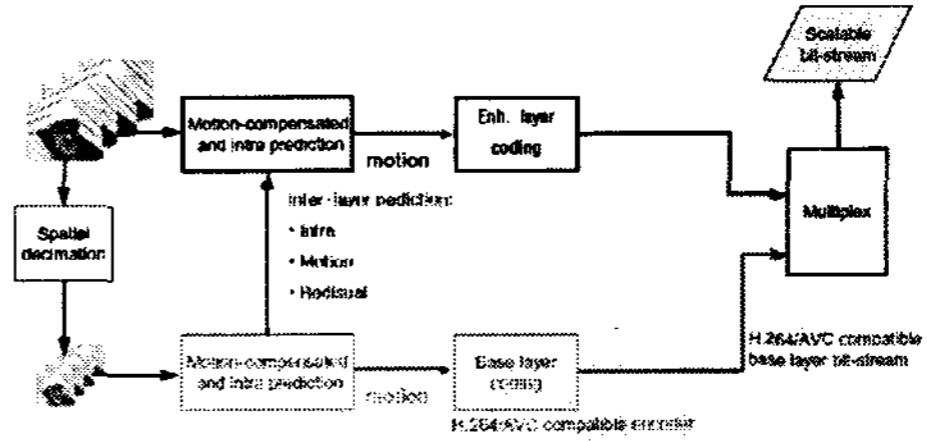 Scalable
bit-stream
Motion-compensated
and intra prediction
motion
Enh. layer
coding
Multiplex
Inter-layer pediction:
• Intra
• Motion
• Redisual
Spatial
decimation
Motion-compensated
and intra prediction
motion
Base layer
coding
H.264/AVC compatible
base layer bit-stream
H.264/AVC compatible encoder